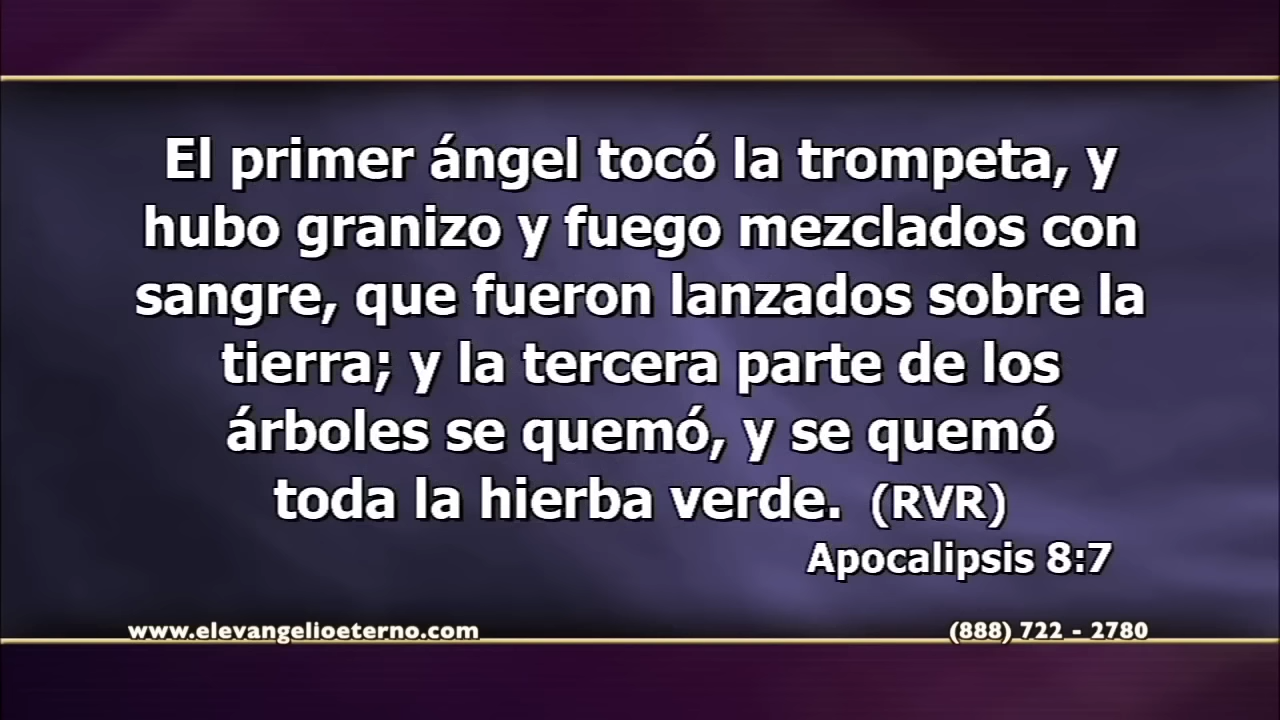 El primer ángel tocó la trompeta, y
hubo granizo y fuego mezclados con
sangre, que fueron lanzados sobre la
tierra; y la tercera parte de los
árboles se quemó, y se quemó
toda la hierba verde. (RVR)
Apocalipsis 8:7
www.elevangelioeterno.com
(888) 722 - 2780